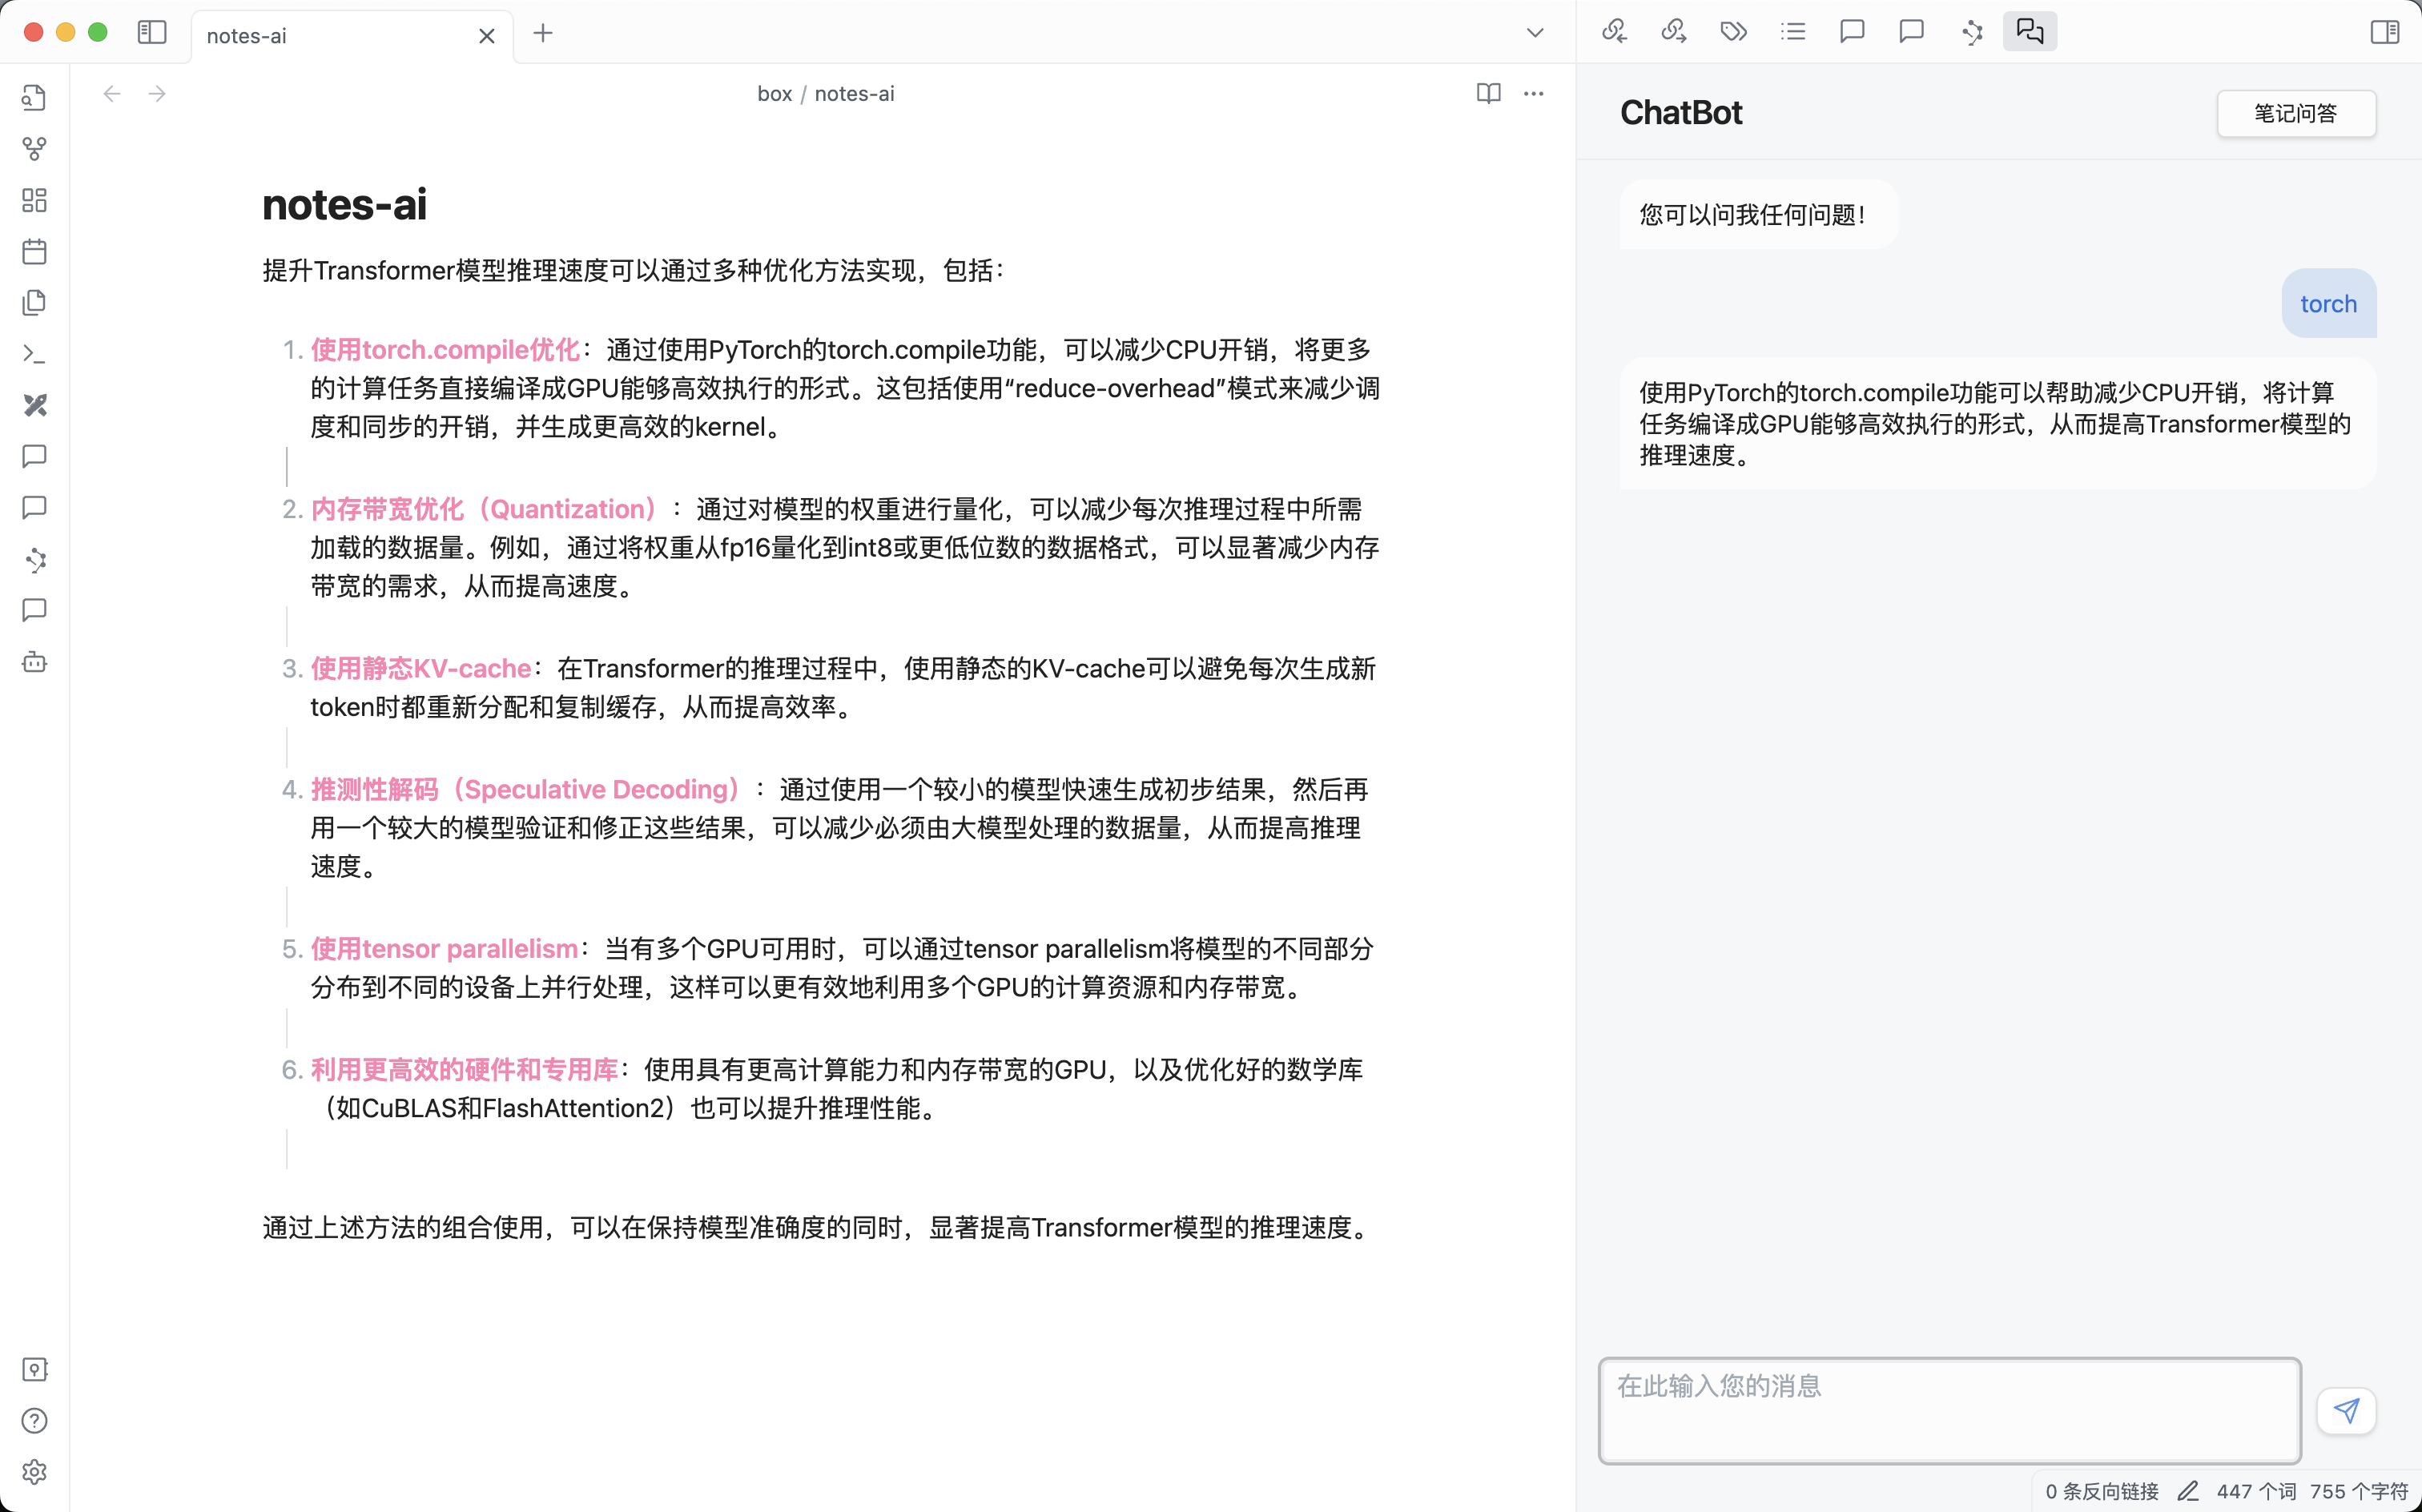 notes-ai
box / notes-ai
notes-ai
提升Transformer模型推理速度可以通过多种优化方法实现，包括：
1. 使用torch.compile优化：通过使用PyTorch的torch.compile功能，可以减少CPU开销，将更多
的计算任务直接编译成GPU能够高效执行的形式。这包括使用“reduce-overhead”模式来减少调
度和同步的开销，并生成更高效的kernel。
2. 内存带宽优化（Quantization）：通过对模型的权重进行量化，可以减少每次推理过程中所需
加载的数据量。例如，通过将权重从fp16量化到int8或更低位数的数据格式，可以显著减少内存
带宽的需求，从而提高速度。
3. 使用静态KV-cache：在Transformer的推理过程中，使用静态的KV-cache可以避免每次生成新
token时都重新分配和复制缓存，从而提高效率。
4. 推测性解码（Speculative Decoding）：通过使用一个较小的模型快速生成初步结果，然后再
用一个较大的模型验证和修正这些结果，可以减少必须由大模型处理的数据量，从而提高推理
速度。
5. 使用tensor parallelism：当有多个GPU可用时，可以通过tensor parallelism将模型的不同部分
分布到不同的设备上并行处理，这样可以更有效地利用多个GPU的计算资源和内存带宽。
6. 利用更高效的硬件和专用库：使用具有更高计算能力和内存带宽的GPU，以及优化好的数学库
（如CuBLAS和FlashAttention2）也可以提升推理性能。
通过上述方法的组合使用，可以在保持模型准确度的同时，显著提高Transformer模型的推理速度。
ChatBot
笔记问答
您可以问我任何问题！
torch
使用PyTorch的torch.compile功能可以帮助减少CPU开销，将计算
任务编译成GPU能够高效执行的形式，从而提高Transformer模型的
推理速度。
在此输入您的消息
0 条反向链接 447 个词 755 个字符